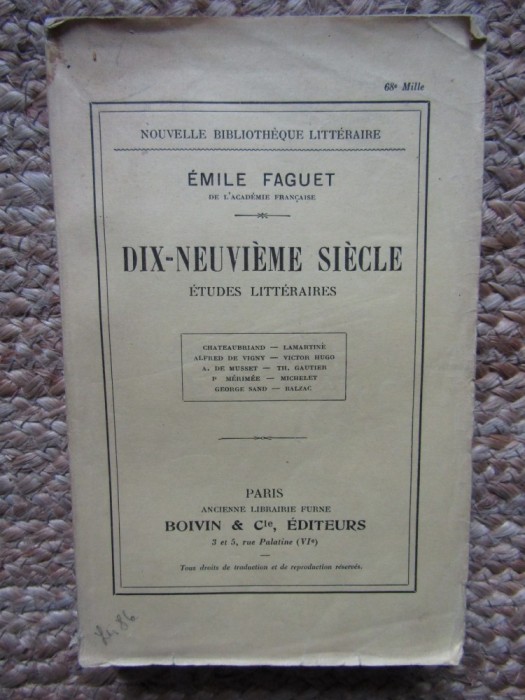 68e Mille
NOUVELLE BIBLIOTHÈQUE LITTÉRAIRE
ÉMILE FAGUET
DE L'ACADÉMIE FRANÇAISE
DIX-NEUVIÈME SIÈCLE
ÉTUDES LITTÉRAIRES
CHATEAUBRIAND — LAMARTINE
ALFRED DE VIGNY — VICTOR HUGO
A. DE MUSSET — TH. GAUTIER
P MÉRIMÉE — MICHELET
GEORGE SAND — BALZAC
PARIS
ANCIENNE LIBRAIRIE FURNE
BOIVIN & Cie, ÉDITEURS
3 et 5, rue Palatine (VIe)
Tous droits de traduction et de reproduction réservés.